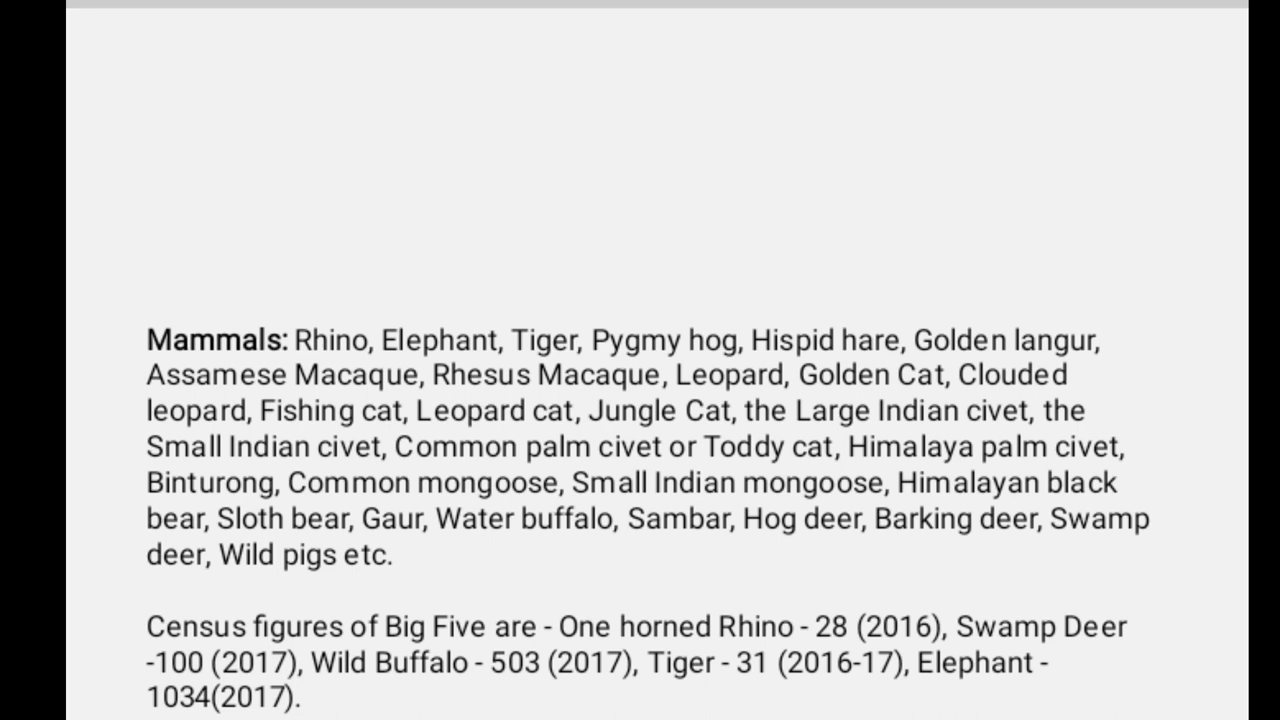 Mammals: Rhino, Elephant, Tiger, Pygmy hog, Hispid hare, Golden langur,
Assamese Macaque, Rhesus Macaque, Leopard, Golden Cat, Clouded
leopard, Fishing cat, Leopard cat, Jungle Cat, the Large Indian civet, the
Small Indian civet, Common palm civet or Toddy cat, Himalaya palm civet,
Binturong, Common mongoose, Small Indian mongoose, Himalayan black
bear, Sloth bear, Gaur, Water buffalo, Sambar, Hog deer, Barking deer, Swamp
deer, Wild pigs etc.
Census figures of Big Five are - One horned Rhino - 28 (2016), Swamp Deer
-100 (2017), Wild Buffalo - 503 (2017), Tiger - 31 (2016-17), Elephant -
1034(2017).